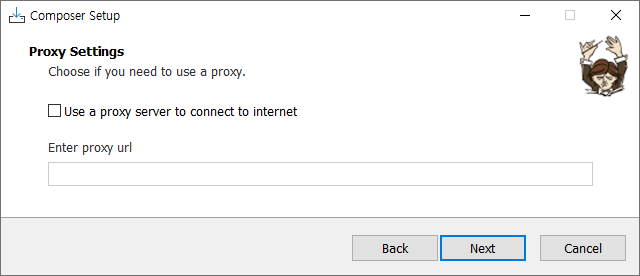 Composer Setup
Proxy Settings
Choose if you need to use a proxy.
Use a proxy server to connect to internet
Enter proxy url
Back
Next
Cancel